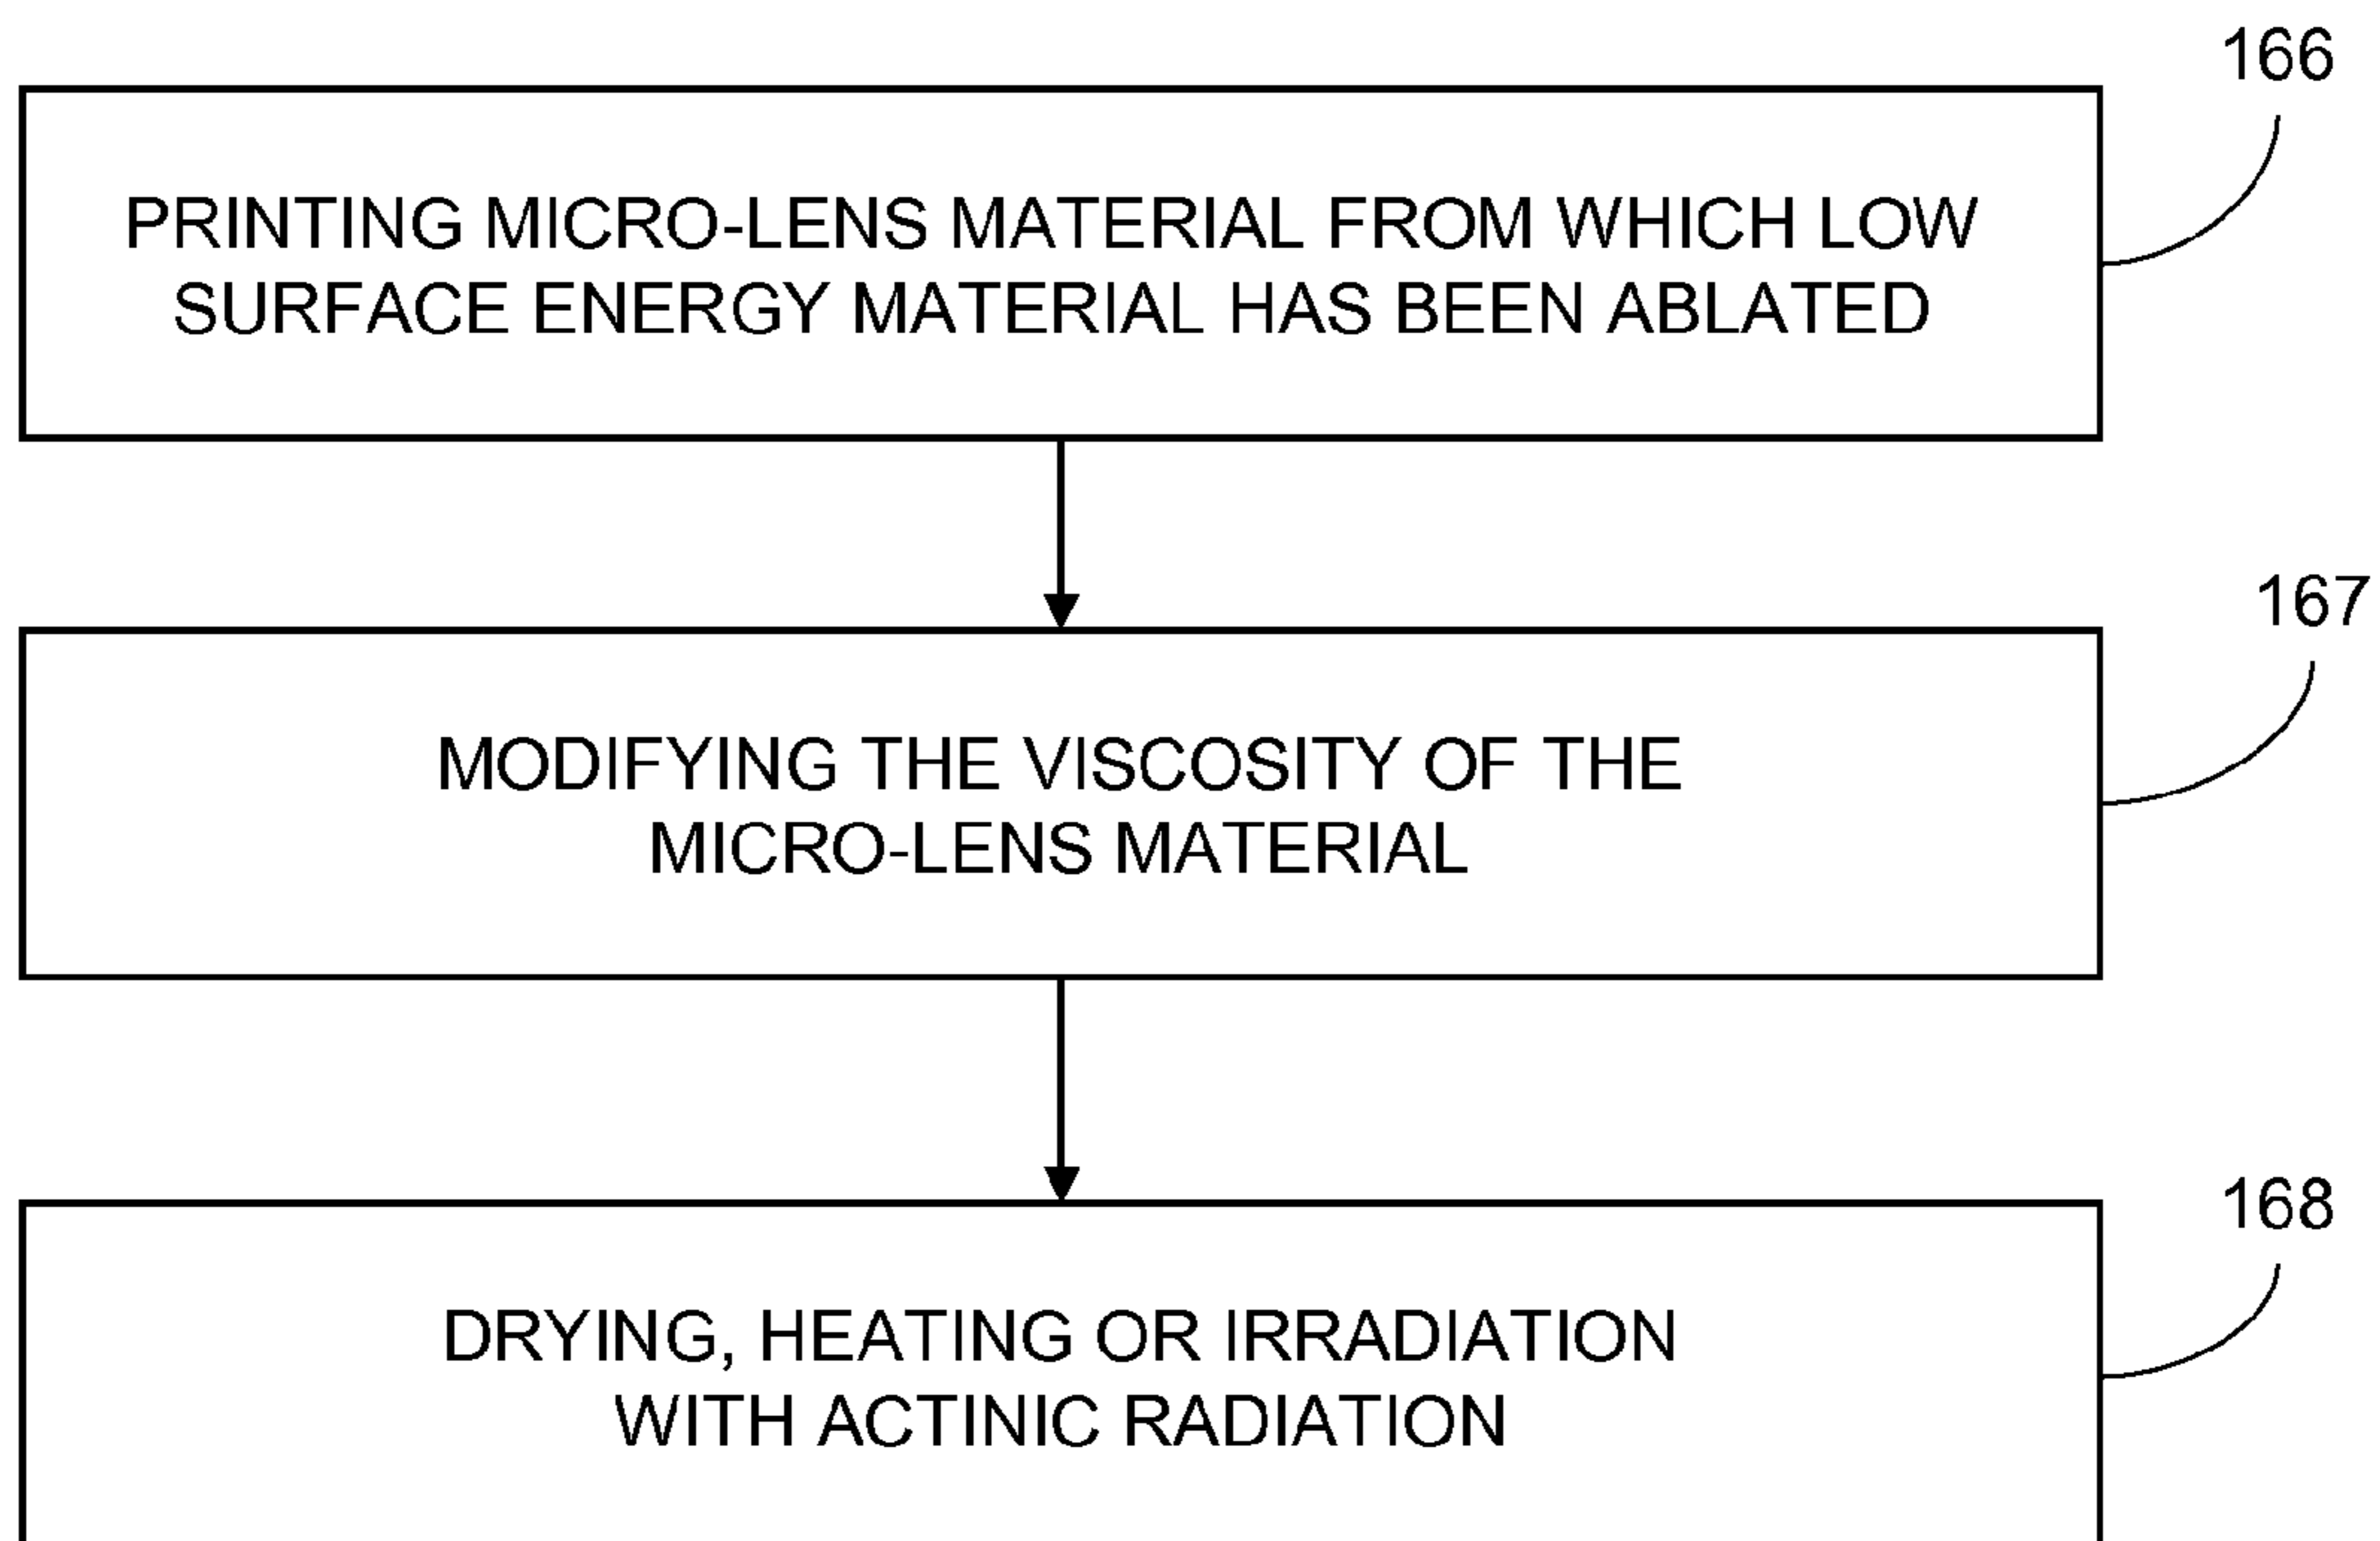 166
PRINTING MICRO-LENS MATERIAL FROM WHICH LOW
SURFACE ENERGY MATERIAL HAS BEEN ABLATED
167
MODIFYING THE VISCOSITY OF THE
MICRO-LENS MATERIAL
168
DRYING, HEATING OR IRRADIATION
WITH ACTINIC RADIATION